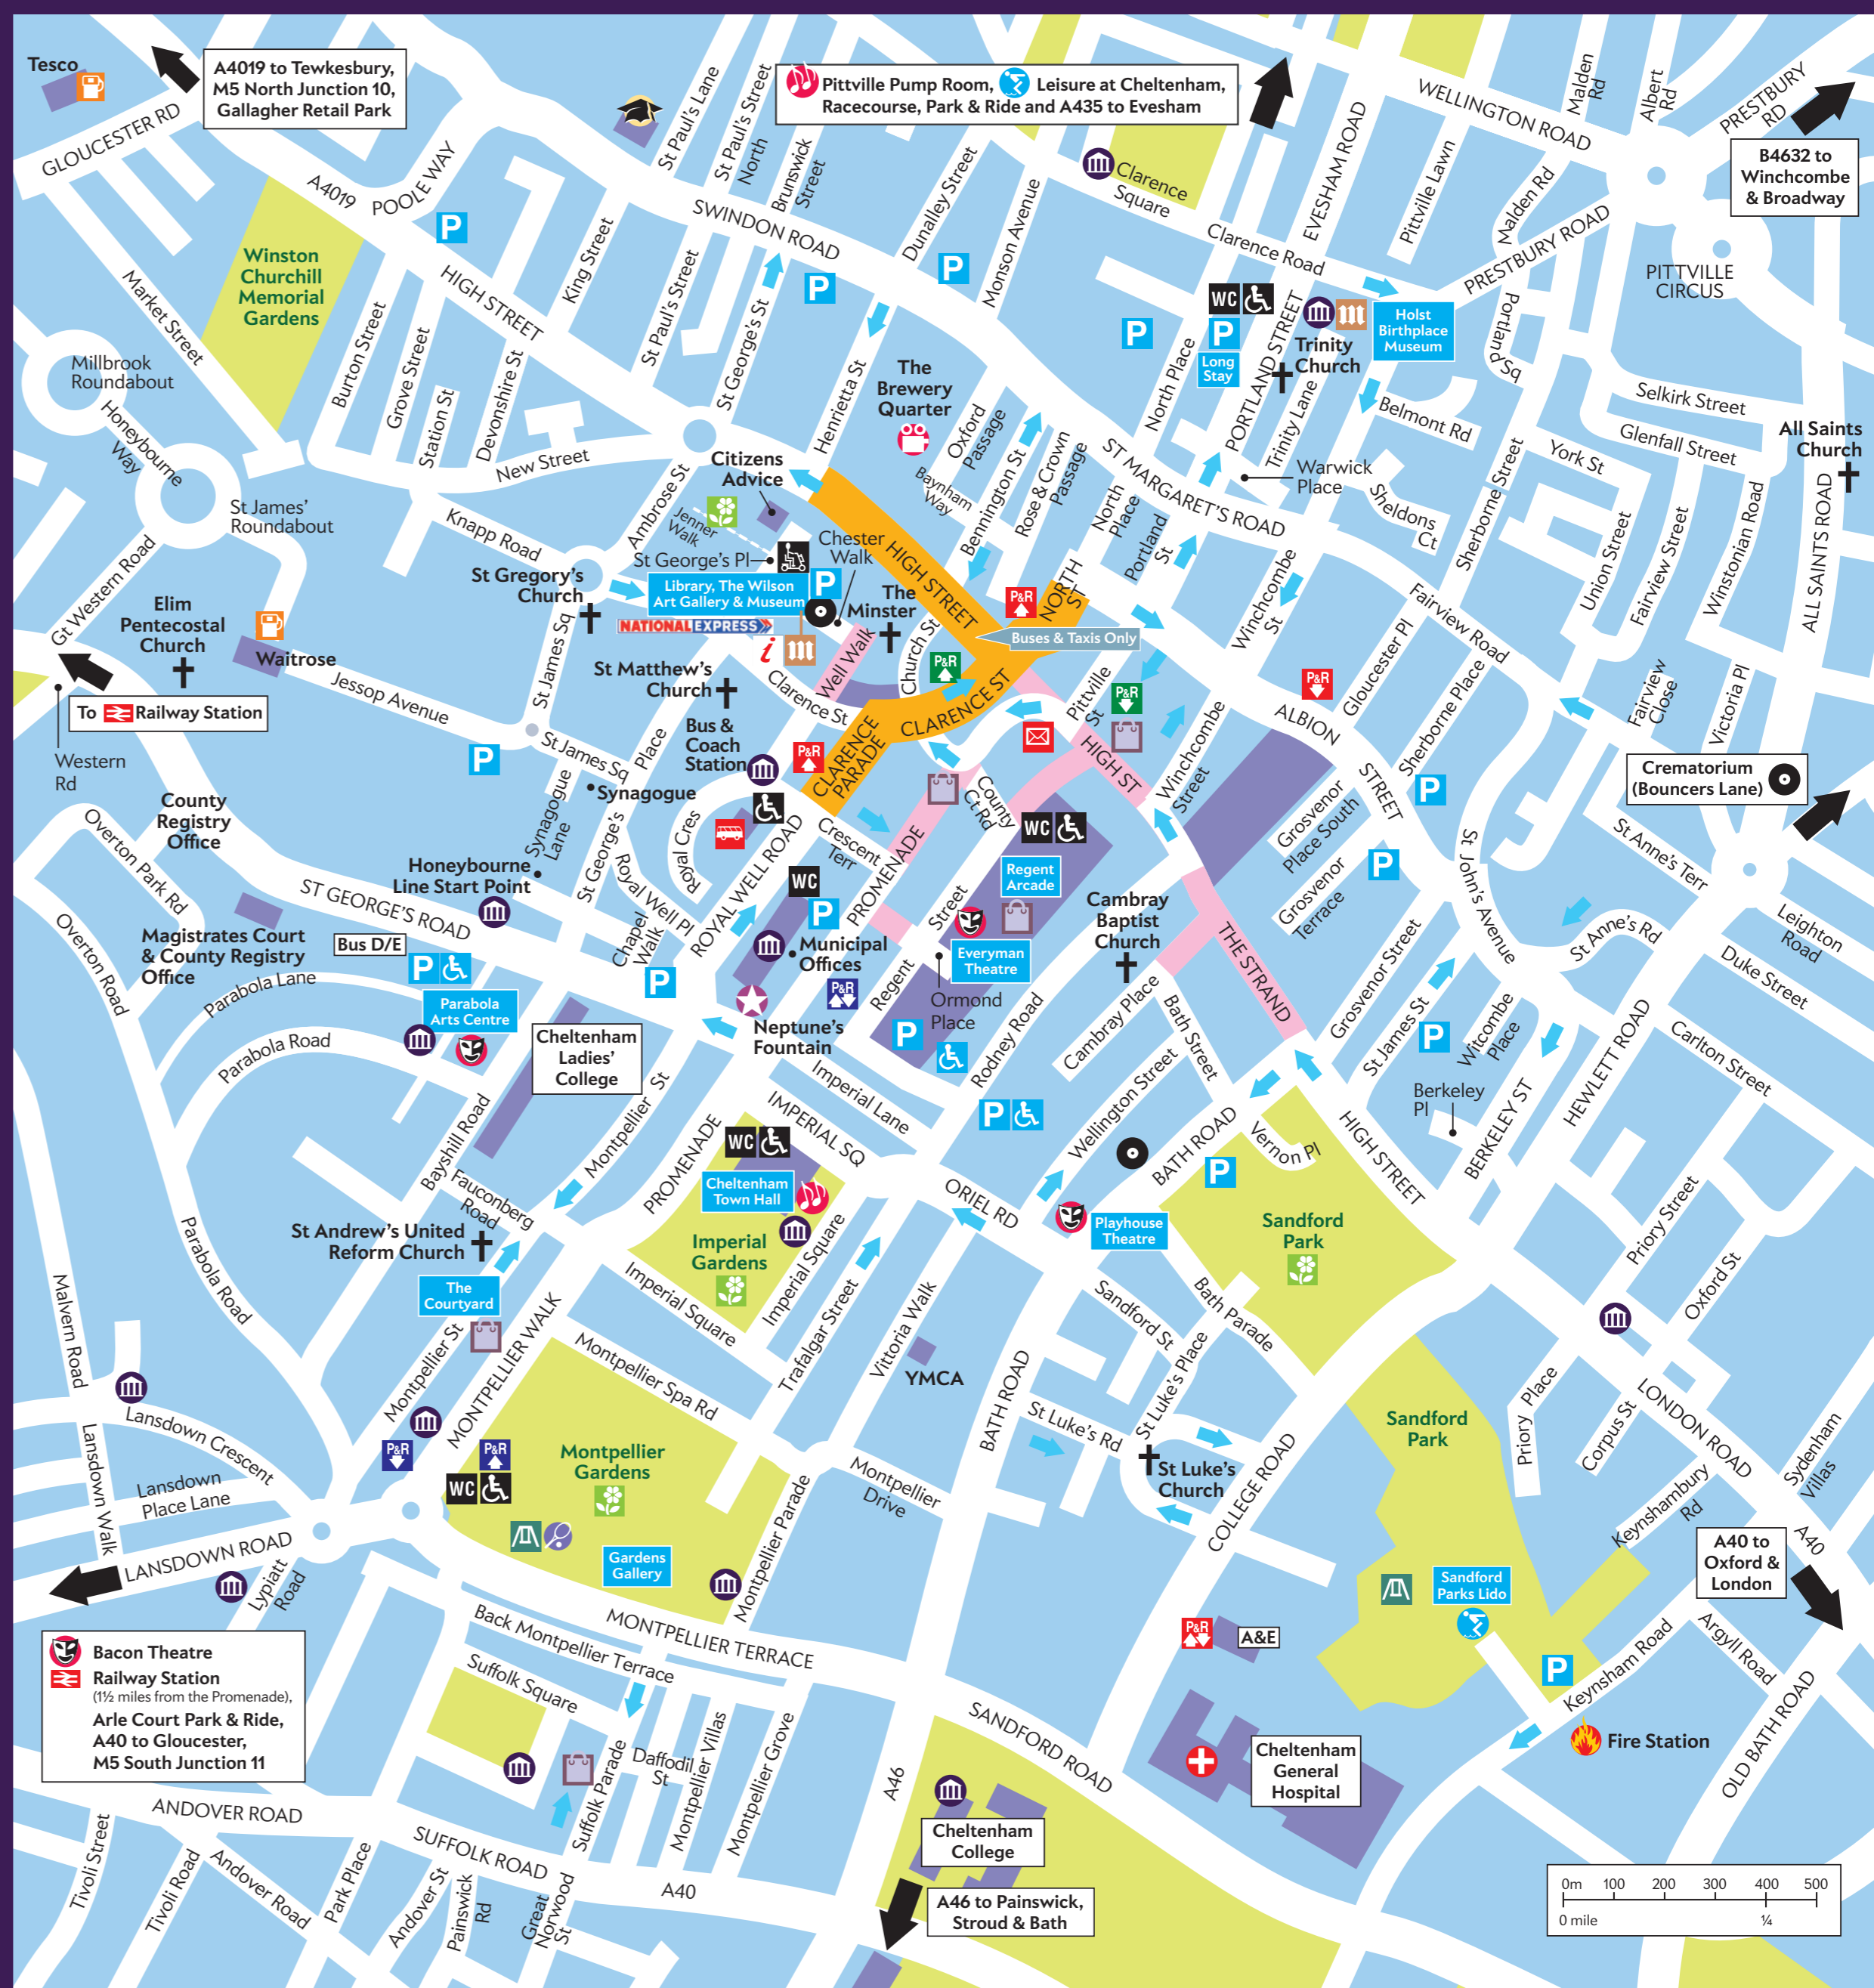 Tesco
A4019 to Tewkesbury,
M5 North Junction 10,
Gallagher Retail Park
Pittville Pump Room, Leisure at Cheltenham,
Racecourse, Park & Ride and A435 to Evesham
B4632 to
Winchcombe
& Broadway
GLOUCESTER RD
A4019
POOLE WAY
St Paul's Lane
St Paul's Street
North
Brunswick
Street
SWINDON ROAD
Dunalley Street
Monson Avenue
Clarence
Square
Clarence Road
EVESHAM ROAD
Pittville Lawn
WELLINGTON ROAD
Malden
Rd
Albert
Rd
PRESTBURY
RD
Malden Rd
PRESTBURY ROAD
PITTVILLE
CIRCUS
Winston
Churchill
Memorial
Gardens
P
Market Street
HIGH STREET
King Street
St Paul's Street
St George's St
P
P
P
WC
P
Long
Stay
Holst
Birthplace
Museum
Trinity
Church
PORTLAND STREET
Trinity Lane
North Place
Portland
Sq
Belmont Rd
Selkirk Street
Glenfall Street
All Saints
Church
ALL SAINTS ROAD
Millbrook
Roundabout
Honeybourne
Way
Burton Street
Grove Street
Station St
Devonshire St
New Street
Henrietta St
The
Brewery
Quarter
Oxford
Passage
Baynham
Way
Bennington St
Rose & Crown
Passage
ST MARGARET'S ROAD
Warwick
Place
Sheldons
Ct
Sherborne Street
York St
Union Street
Fairview Street
Winstonian Road
St James'
Roundabout
Knapp Road
Ambrose St
Citizens
Advice
Jenner
Walk
St George's Pl
Chester
Walk
HIGH STREET
North
Place
Portland
St
NORTH
ST
Winchcombe
St
Fairview Road
Gt Western Road
Elim
Pentecostal
Church
St Gregory's
Church
Library, The Wilson
Art Gallery & Museum
P
NATIONAL EXPRESS
i
The
Minster
P&R
Buses & Taxis Only
Waitrose
To Railway Station
Western
Rd
Jessop Avenue
St James Sq
St Matthew's
Church
Clarence St
Well Walk
Church St
P&R
CLARENCE ST
Pittville
St
P&R
P&R
ALBION
STREET
Gloucester Pl
Sherborne Place
Fairview
Close
Victoria Pl
Crematorium
(Bouncers Lane)
P
St James Sq
Place
St George's
Bus &
Coach
Station
P&R
CLARENCE
PARADE
HIGH ST
Winchcombe
Street
County
Registry
Office
Synagogue
Synagogue
Lane
Royal Cres
Crescent
Terr
County
Ct Rd
WC
Grosvenor
Place South
P
P
Grosvenor
Terrace
St John's Avenue
St Anne's Terr
Overton Park Rd
Honeybourne
Line Start Point
Royal Well Pl
ROYAL WELL ROAD
WC
P
PROMENADE
Regent
Arcade
Street
Cambray
Baptist
Church
THE STRAND
Leighton
Road
St Anne's Rd
Duke Street
ST GEORGE'S ROAD
Magistrates Court
& County Registry
Office
Bus D/E
P
Chapel
Walk
P
Municipal
Offices
P&R
Everyman
Theatre
Regent
Ormond
Place
Grosvenor Street
St James St
P
Witcombe
Place
HEWLETT ROAD
Carlton Street
Overton Road
Parabola Lane
Parabola
Arts Centre
Parabola Road
Cheltenham
Ladies'
College
Neptune's
Fountain
P
Rodney Road
Cambray Place
Bath Street
Berkeley
Pl
BERKELEY ST
Imperial Lane
P
Wellington Street
BATH ROAD
Vernon Pl
HIGH STREET
Bayshill Road
Montpellier St
PROMENADE
IMPERIAL SQ
WC
Cheltenham
Town Hall
P
Priory Street
Fauconberg
Road
St Andrew's United
Reform Church
ORIEL RD
Playhouse
Theatre
Sandford
Park
Parabola Road
The
Courtyard
Imperial
Gardens
Imperial Square
Imperial Square
Trafalgar Street
Vittoria Walk
Sandford St
Bath Parade
Oxford St
Malvern Road
Montpellier St
MONTPELLIER WALK
Montpellier Spa Rd
YMCA
BATH ROAD
St Luke's Place
St Luke's Rd
St Luke's
Church
COLLEGE ROAD
Sandford
Park
Priory Place
Corpus St
LONDON ROAD
Sydenham
Villas
Keynshambury
Rd
A40
Lansdown Crescent
Lansdown
Place Lane
Lansdown Walk
P&R
P&R
WC
Montpellier
Gardens
Montpellier
Drive
LANSDOWN ROAD
Lypiatt
Road
Gardens
Gallery
Montpellier Parade
A40 to
Oxford &
London
Sandford
Parks Lido
P&R
A&E
P
Keynsham Road
Argyll Road
Fire Station
OLD BATH ROAD
Bacon Theatre
Railway Station
(1½ miles from the Promenade),
Arle Court Park & Ride,
A40 to Gloucester,
M5 South Junction 11
Back Montpellier Terrace
MONTPELLIER TERRACE
Suffolk Square
Daffodil
St
Suffolk Parade
Montpellier Villas
Montpellier Grove
A46
SANDFORD ROAD
Cheltenham
General
Hospital
Cheltenham
College
A46 to Painswick,
Stroud & Bath
ANDOVER ROAD
SUFFOLK ROAD
A40
Tivoli Street
Tivoli Road
Andover Road
Park Place
Andover St
Painswick
Rd
Great
Norwood
St
0m 100 200 300 400 500
0 mile ¼